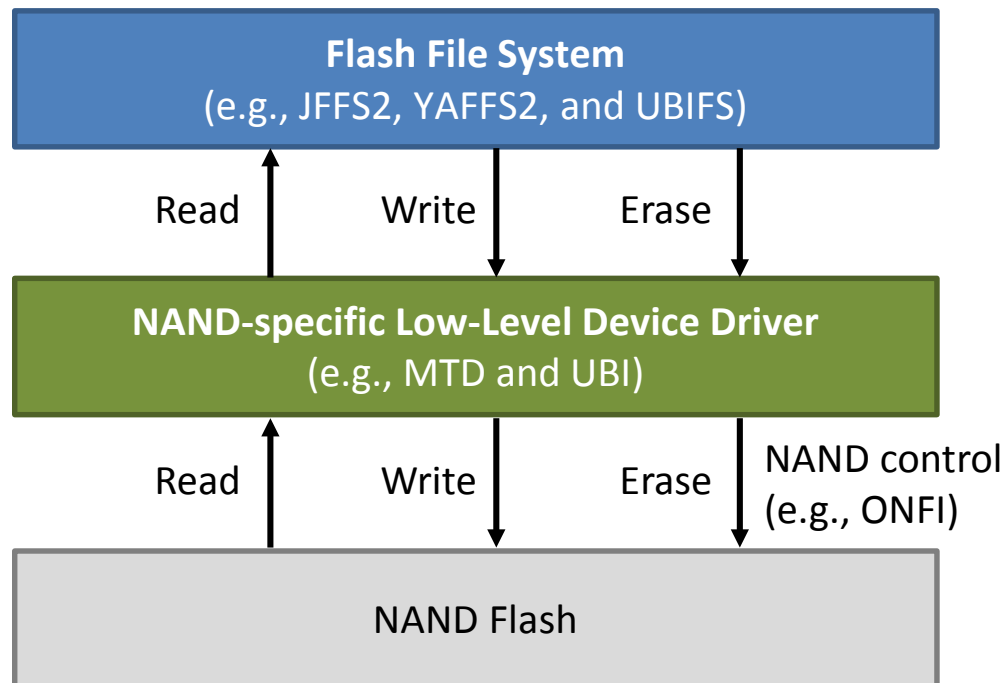 Flash File System
(e.g., JFFS2, YAFFS2, and UBIFS)
Read
Write
Erase
NAND-specific Low-Level Device Driver
(e.g., MTD and UBI)
Read
Write
Erase
NAND control
(e.g., ONFI)
NAND Flash